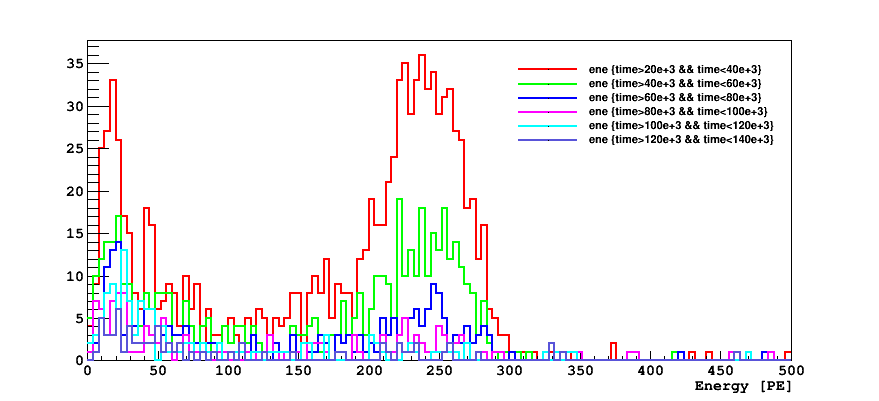 35
30
25
20
15
10
5
0
ene {time>20e+3 && time<40e+3}
ene {time>40e+3 && time<60e+3}
ene {time>60e+3 && time<80e+3}
ene {time>80e+3 && time<100e+3}
ene {time>100e+3 && time<120e+3}
ene {time>120e+3 && time<140e+3}
0 50 100 150 200 250 300 350 400 450 500
Energy [PE]